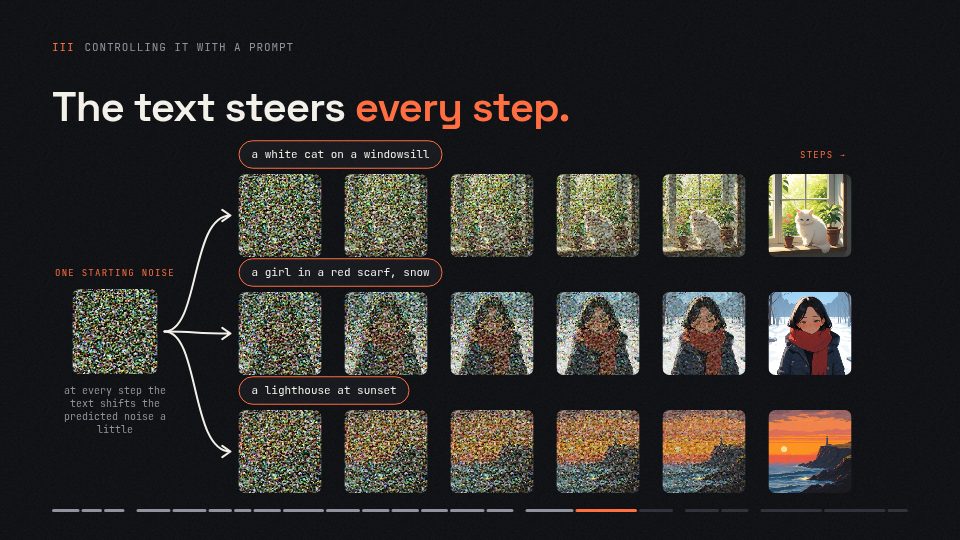 III CONTROLLING IT WITH A PROMPT
The text steers every step.
a white cat on a windowsill
STEPS →
a girl in a red scarf, snow
ONE STARTING NOISE
at every step the
text shifts the
predicted noise a
little
a lighthouse at sunset